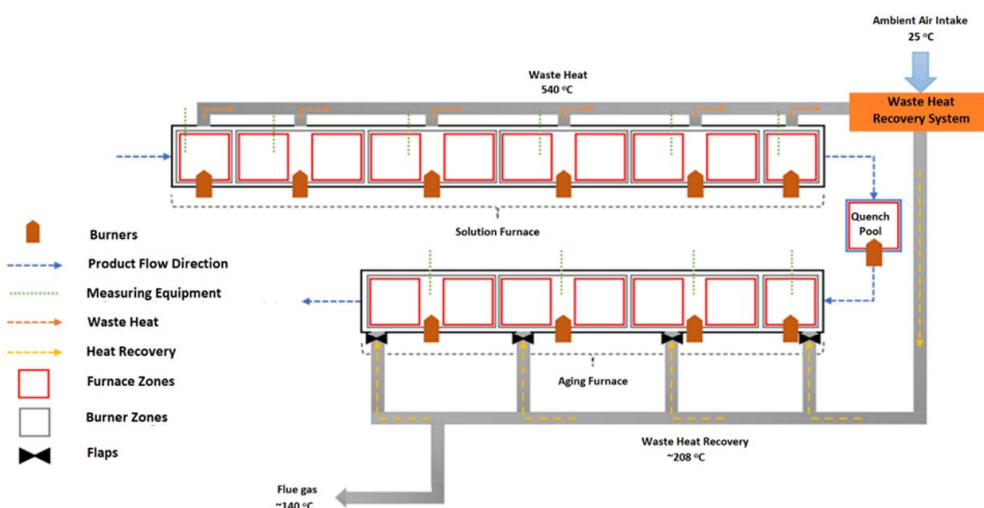 Ambient Air Intake
25 °C
Waste Heat
540 °C
Waste Heat
Recovery System
Quench
Pool
Solution Furnace
Burners
Product Flow Direction
Measuring Equipment
Waste Heat
Heat Recovery
Furnace Zones
Burner Zones
Flaps
Aging Furnace
Waste Heat Recovery
~208 °C
Flue gas
~140 °C